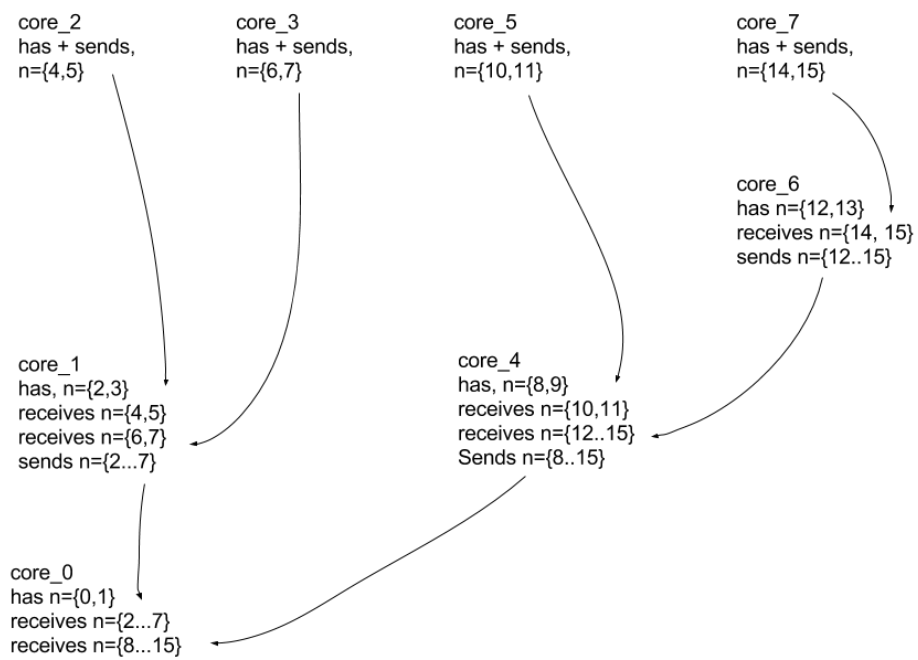 core_2
has + sends,
n={4,5}
core_3
has + sends,
n={6,7}
core_5
has + sends,
n={10,11}
core_7
has + sends,
n={14,15}
core_6
has n={12,13}
receives n={14, 15}
sends n={12..15}
core_1
has, n={2,3}
receives n={4,5}
receives n={6,7}
sends n={2...7}
core_4
has, n={8,9}
receives n={10,11}
receives n={12..15}
Sends n={8..15}
core_0
has n={0,1}
receives n={2...7}
receives n={8...15}